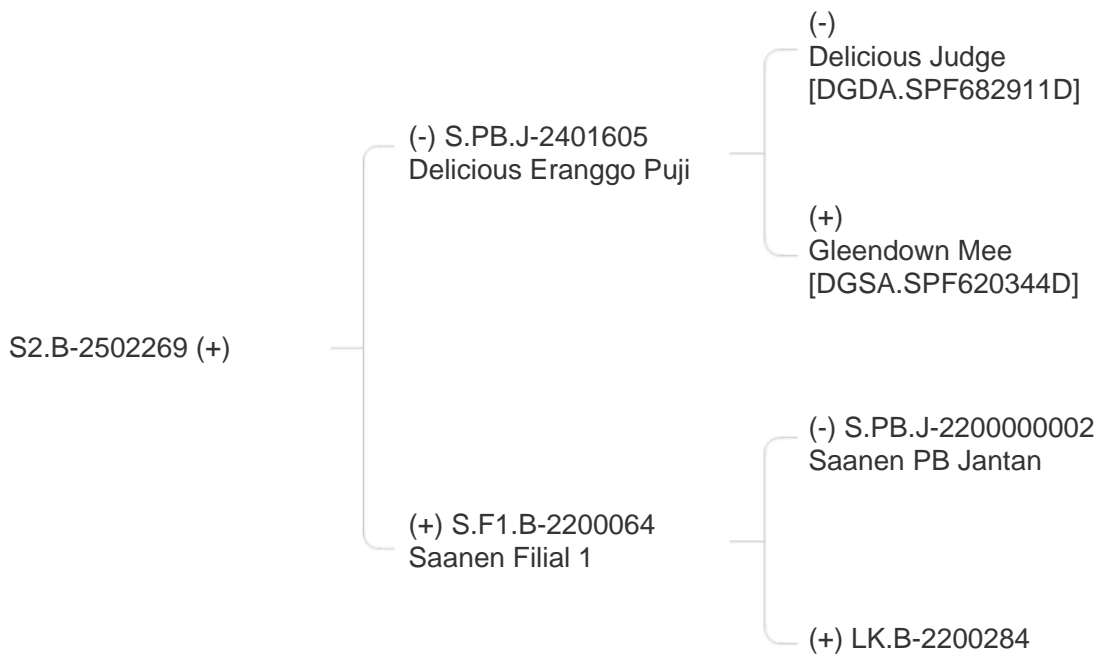 (-)
Delicious Judge
[DGDA.SPF682911D]
(-) S.PB.J-2401605
Delicious Eranggo Puji
(+)
Gleendown Mee
[DGSA.SPF620344D]
S2.B-2502269 (+)
(-) S.PB.J-2200000002
Saanen PB Jantan
(+) S.F1.B-2200064
Saanen Filial 1
(+) LK.B-2200284